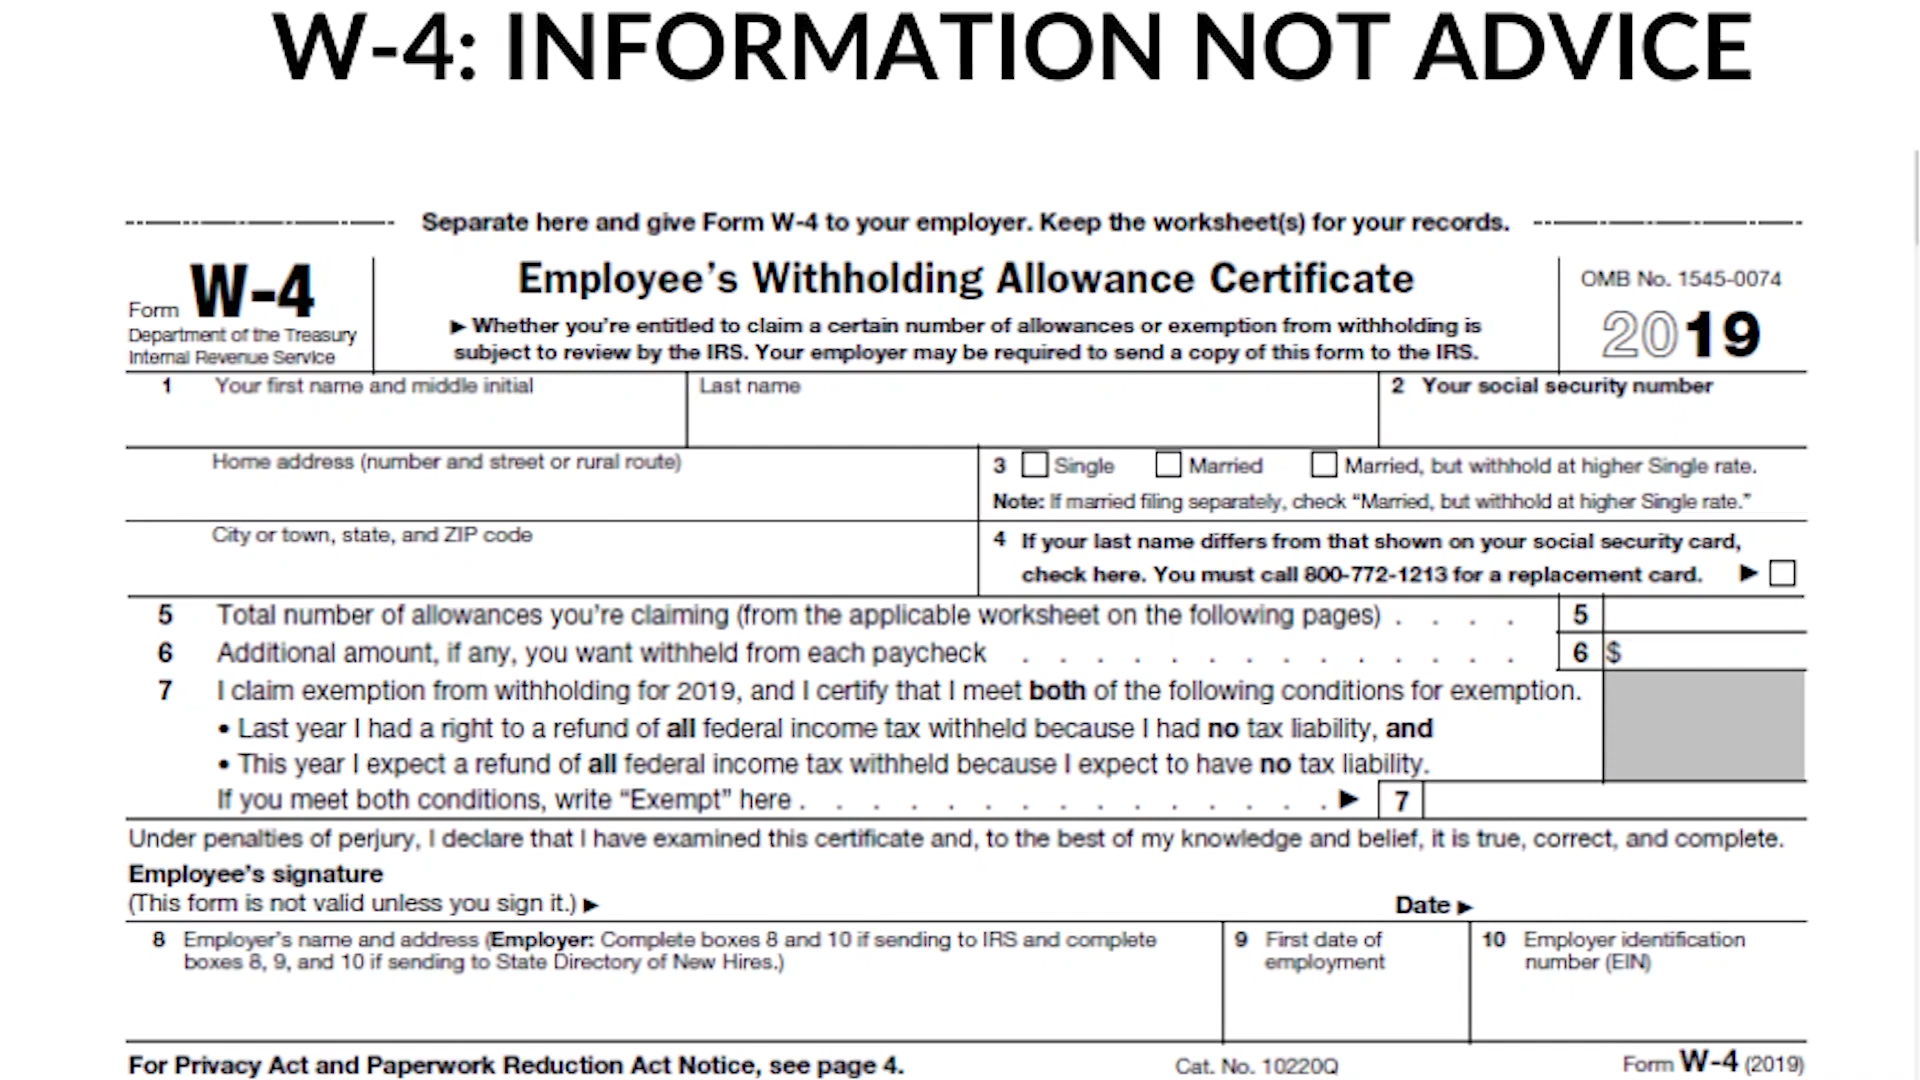 W-4: INFORMATION NOT ADVICE
Separate here and give Form W-4 to your employer. Keep the worksheet(s) for your records.
Form W-4
Department of the Treasury
Internal Revenue Service
Employee's Withholding Allowance Certificate
▶ Whether you're entitled to claim a certain number of allowances or exemption from withholding is
subject to review by the IRS. Your employer may be required to send a copy of this form to the IRS.
OMB No. 1545-0074
2019
1 Your first name and middle initial
Last name
2 Your social security number
Home address (number and street or rural route)
3 Single Married Married, but withhold at higher Single rate.
Note: If married filing separately, check “Married, but withhold at higher Single rate.”
City or town, state, and ZIP code
4 If your last name differs from that shown on your social security card,
check here. You must call 800-772-1213 for a replacement card. ▶
5 Total number of allowances you're claiming (from the applicable worksheet on the following pages) . . . . 5
6 Additional amount, if any, you want withheld from each paycheck . . . . . . . . . . . . . . 6 $
7 I claim exemption from withholding for 2019, and I certify that I meet both of the following conditions for exemption.
• Last year I had a right to a refund of all federal income tax withheld because I had no tax liability, and
• This year I expect a refund of all federal income tax withheld because I expect to have no tax liability.
If you meet both conditions, write “Exempt” here . . . . . . . . . . . . . . . ▶ 7
Under penalties of perjury, I declare that I have examined this certificate and, to the best of my knowledge and belief, it is true, correct, and complete.
Employee's signature
(This form is not valid unless you sign it.) ▶
Date ▶
8 Employer's name and address (Employer: Complete boxes 8 and 10 if sending to IRS and complete
boxes 8, 9, and 10 if sending to State Directory of New Hires.)
9 First date of
employment
10 Employer identification
number (EIN)
For Privacy Act and Paperwork Reduction Act Notice, see page 4.
Cat. No. 10220Q
Form W-4 (2019)